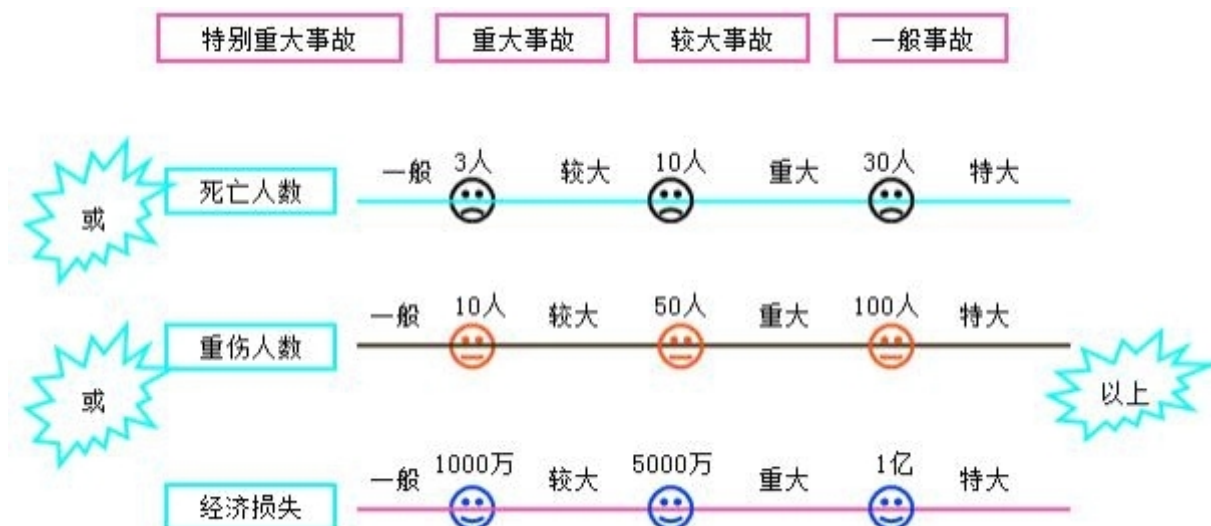 特别重大事故 重大事故 较大事故 一般事故
一般 3人 较大 10人 重大 30人 特大
死亡人数
或
一般 10人 较大 50人 重大 100人 特大
重伤人数
或
以上
一般 1000万 较大 5000万 重大 1亿 特大
经济损失